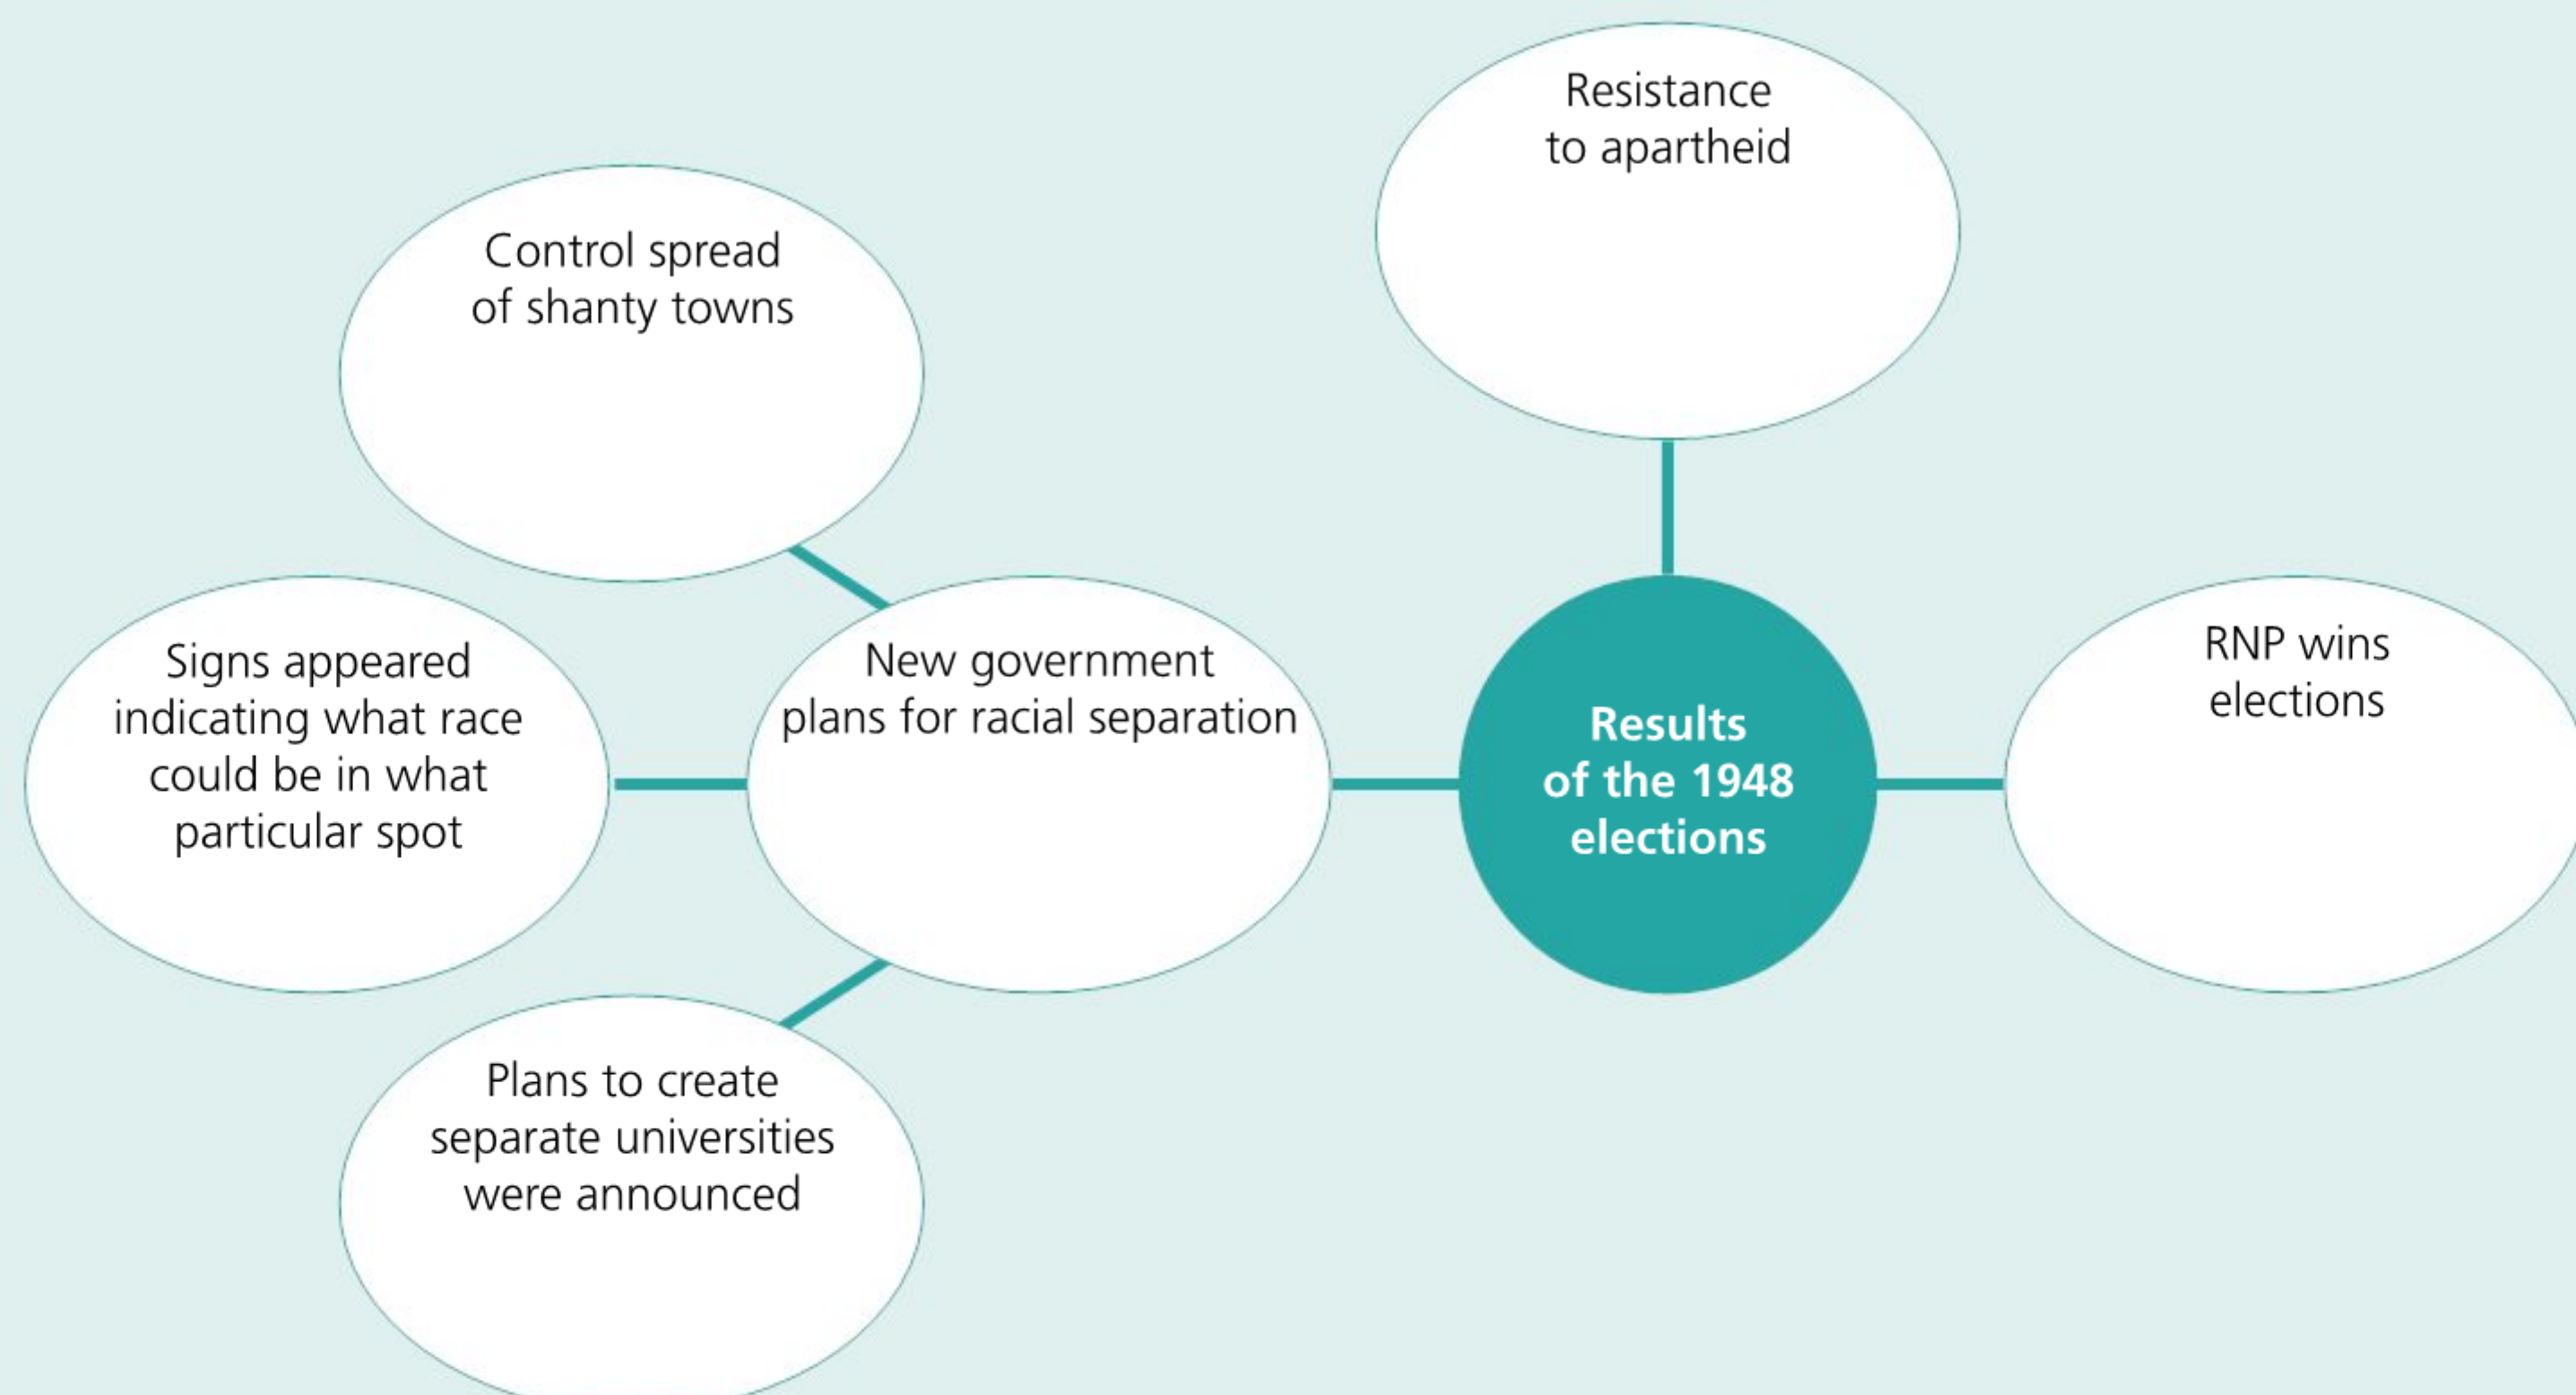 Resistance
to apartheid
Control spread
of shanty towns
Signs appeared
indicating what race
could be in what
particular spot
New government
plans for racial separation
Results
of the 1948
elections
RNP wins
elections
Plans to create
separate universities
were announced